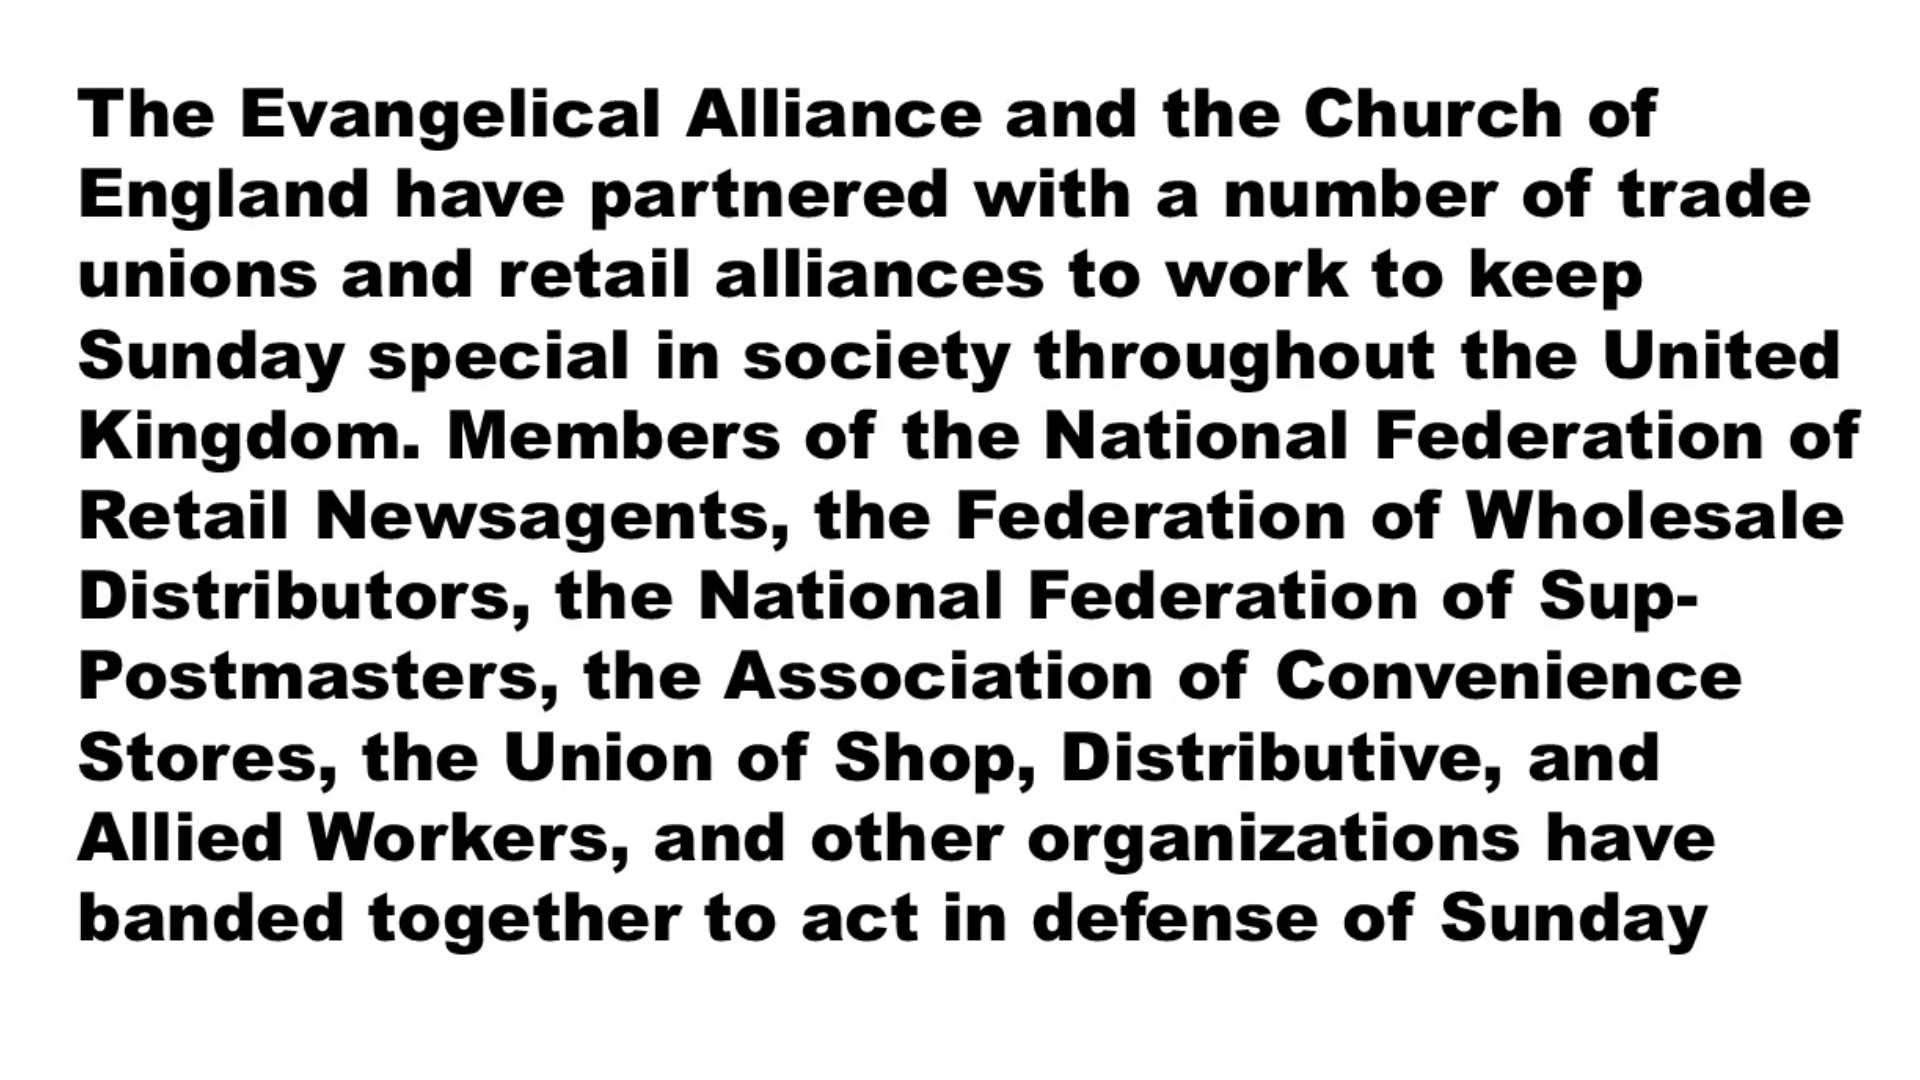 The Evangelical Alliance and the Church of
England have partnered with a number of trade
unions and retail alliances to work to keep
Sunday special in society throughout the United
Kingdom. Members of the National Federation of
Retail Newsagents, the Federation of Wholesale
Distributors, the National Federation of Sup-
Postmasters, the Association of Convenience
Stores, the Union of Shop, Distributive, and
Allied Workers, and other organizations have
banded together to act in defense of Sunday